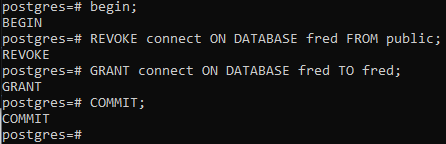 postgres=# begin;
BEGIN
postgres=# REVOKE connect ON DATABASE fred FROM public;
REVOKE
postgres=# GRANT connect ON DATABASE fred TO fred;
GRANT
postgres=# COMMIT;
COMMIT
postgres=#